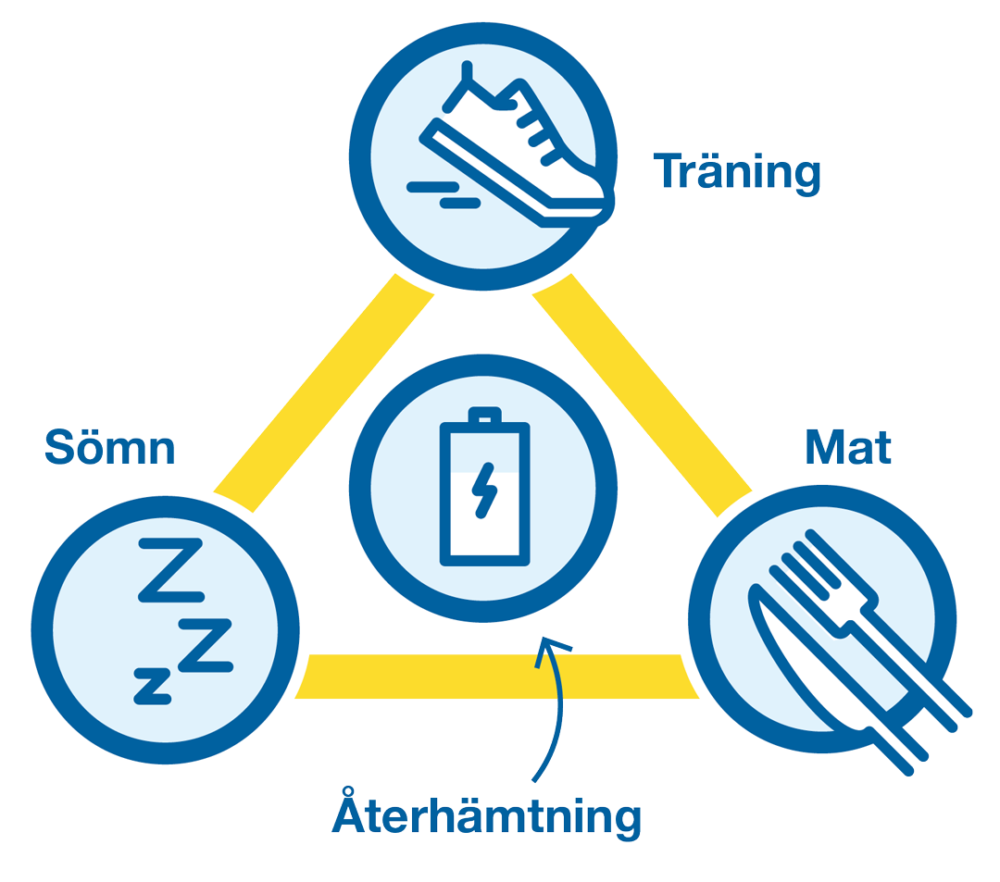 Träning
Sömn
Mat
Z
Z
Z
Återhämtning